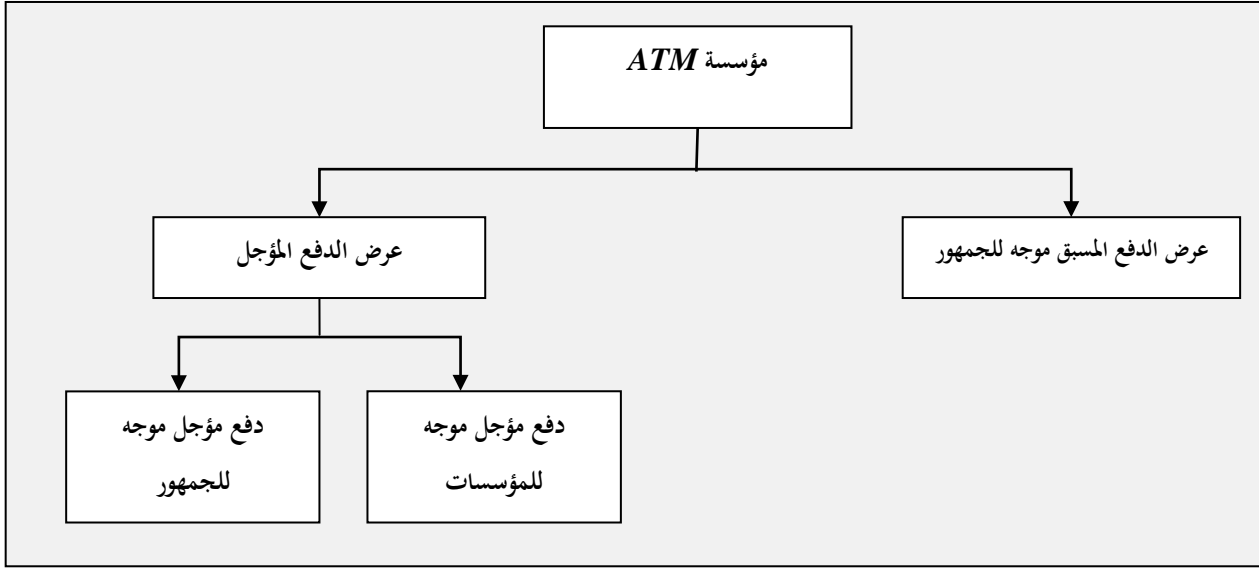 مؤسسة ATM
عرض الدفع المسبق موجه للجمهور
عرض الدفع المؤجل
دفع مؤجل موجه
للمؤسسات
دفع مؤجل موجه
للجمهور